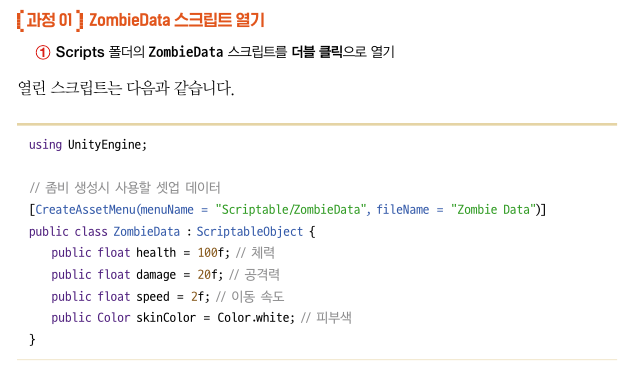 과정 01 ZombieData 스크립트 열기
① Scripts 폴더의 ZombieData 스크립트를 더블 클릭으로 열기
열린 스크립트는 다음과 같습니다.
using UnityEngine;
// 좀비 생성시 사용할 셋업 데이터
[CreateAssetMenu(menuName = "Scriptable/ZombieData", fileName = "Zombie Data")]
public class ZombieData : ScriptableObject {
public float health = 100f; // 체력
public float damage = 20f; // 공격력
public float speed = 2f; // 이동 속도
public Color skinColor = Color.white; // 피부색
}